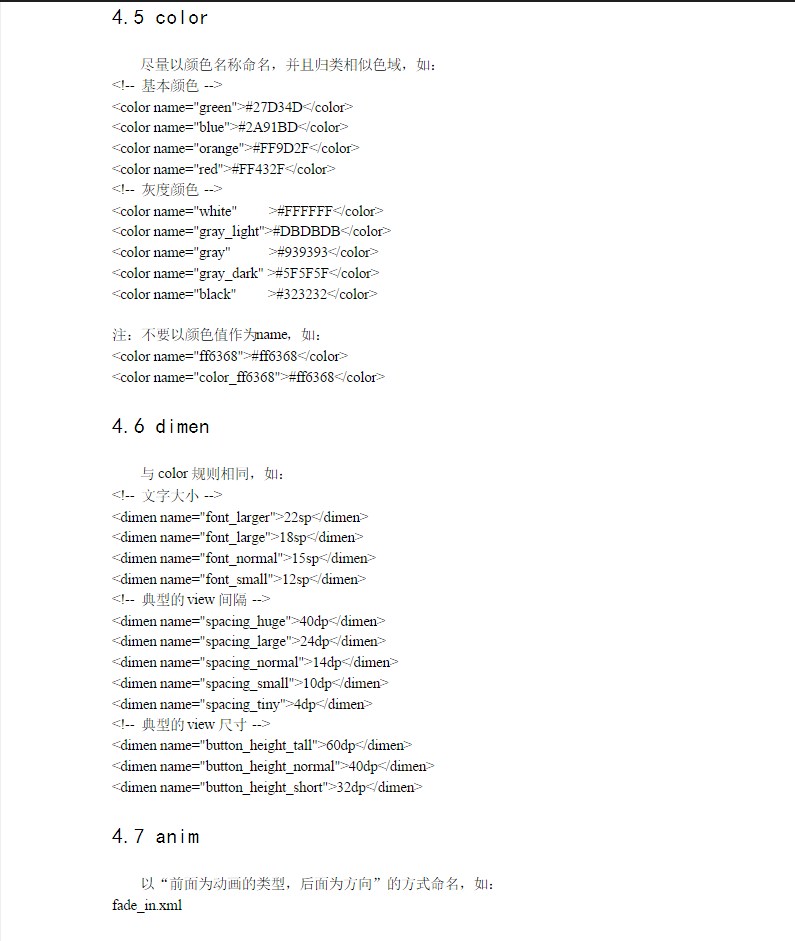 4.5 color
尽量以颜色名称命名，并且归类相似色域，如：
<!-- 基本颜色 -->
<color name="green">#27D34D</color>
<color name="blue">#2A91BD</color>
<color name="orange">#FF9D2F</color>
<color name="red">#FF432F</color>
<!-- 灰度颜色 -->
<color name="white"         >#FFFFFF</color>
<color name="gray_light">#DBDBDB</color>
<color name="gray"           >#939393</color>
<color name="gray_dark" >#5F5F5F</color>
<color name="black"         >#323232</color>
注：不要以颜色值作为name，如：
<color name="ff6368">#ff6368</color>
<color name="color_ff6368">#ff6368</color>
4.6 dimen
与 color 规则相同，如：
<!-- 文字大小 -->
<dimen name="font_larger">22sp</dimen>
<dimen name="font_large">18sp</dimen>
<dimen name="font_normal">15sp</dimen>
<dimen name="font_small">12sp</dimen>
<!-- 典型的 view 间隔 -->
<dimen name="spacing_huge">40dp</dimen>
<dimen name="spacing_large">24dp</dimen>
<dimen name="spacing_normal">14dp</dimen>
<dimen name="spacing_small">10dp</dimen>
<dimen name="spacing_tiny">4dp</dimen>
<!-- 典型的 view 尺寸 -->
<dimen name="button_height_tall">60dp</dimen>
<dimen name="button_height_normal">40dp</dimen>
<dimen name="button_height_short">32dp</dimen>
4.7 anim
以“前面为动画的类型，后面为方向”的方式命名，如：
fade_in.xml